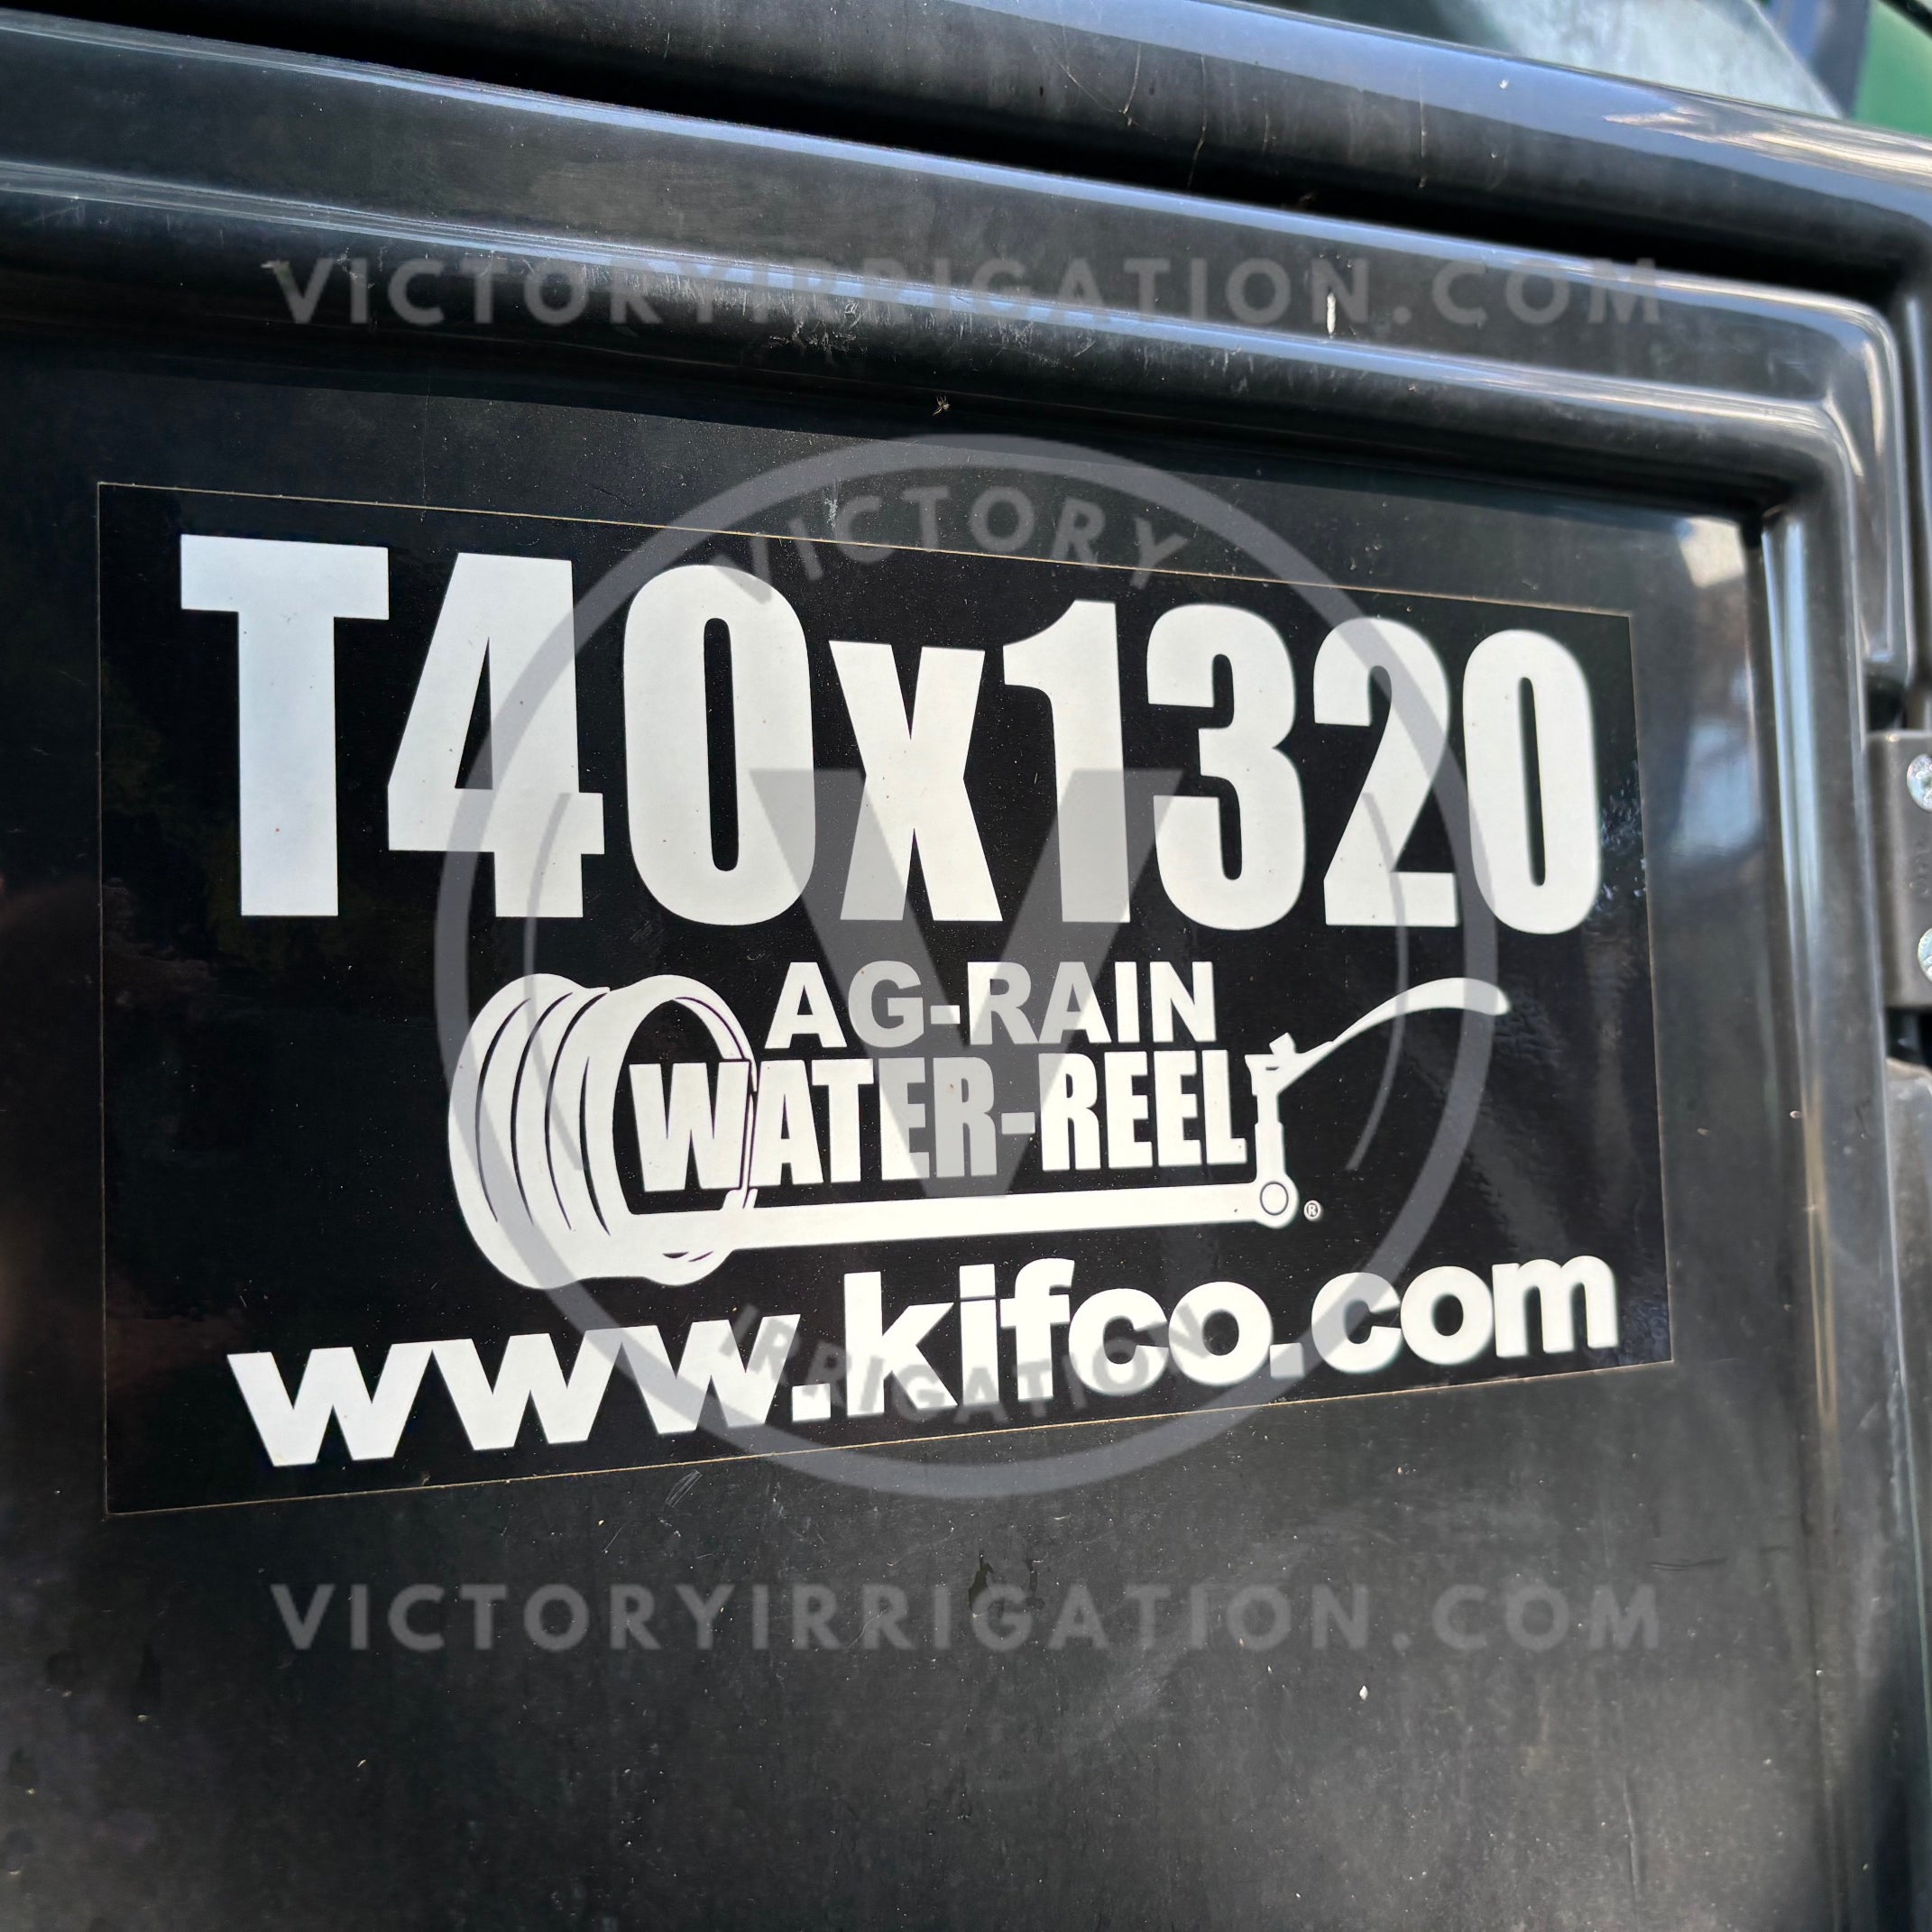 VICTORYIRRIGATION.COM
VICTORY
T40x1320
AG-RAIN
WATER-REEL®
www.kifco.com
IRRIGATION
VICTORYIRRIGATION.COM